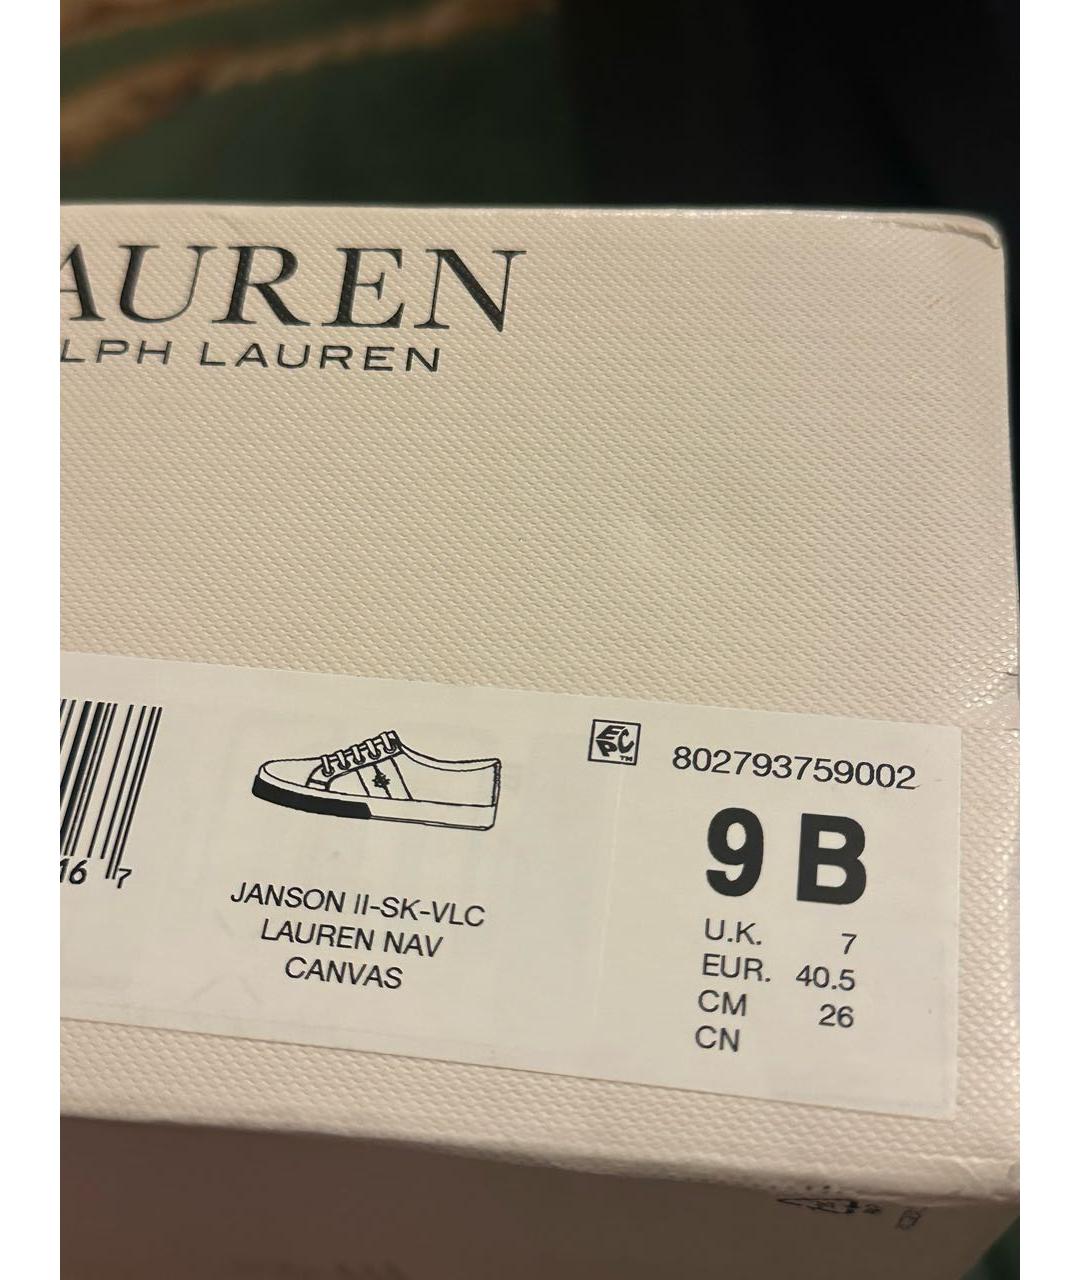 AUREN
LPH LAUREN
16 7
JANSON II-SK-VLC
LAUREN NAV
CANVAS
EPC™
802793759002
9 B
U.K. 7
EUR. 40.5
CM 26
CN